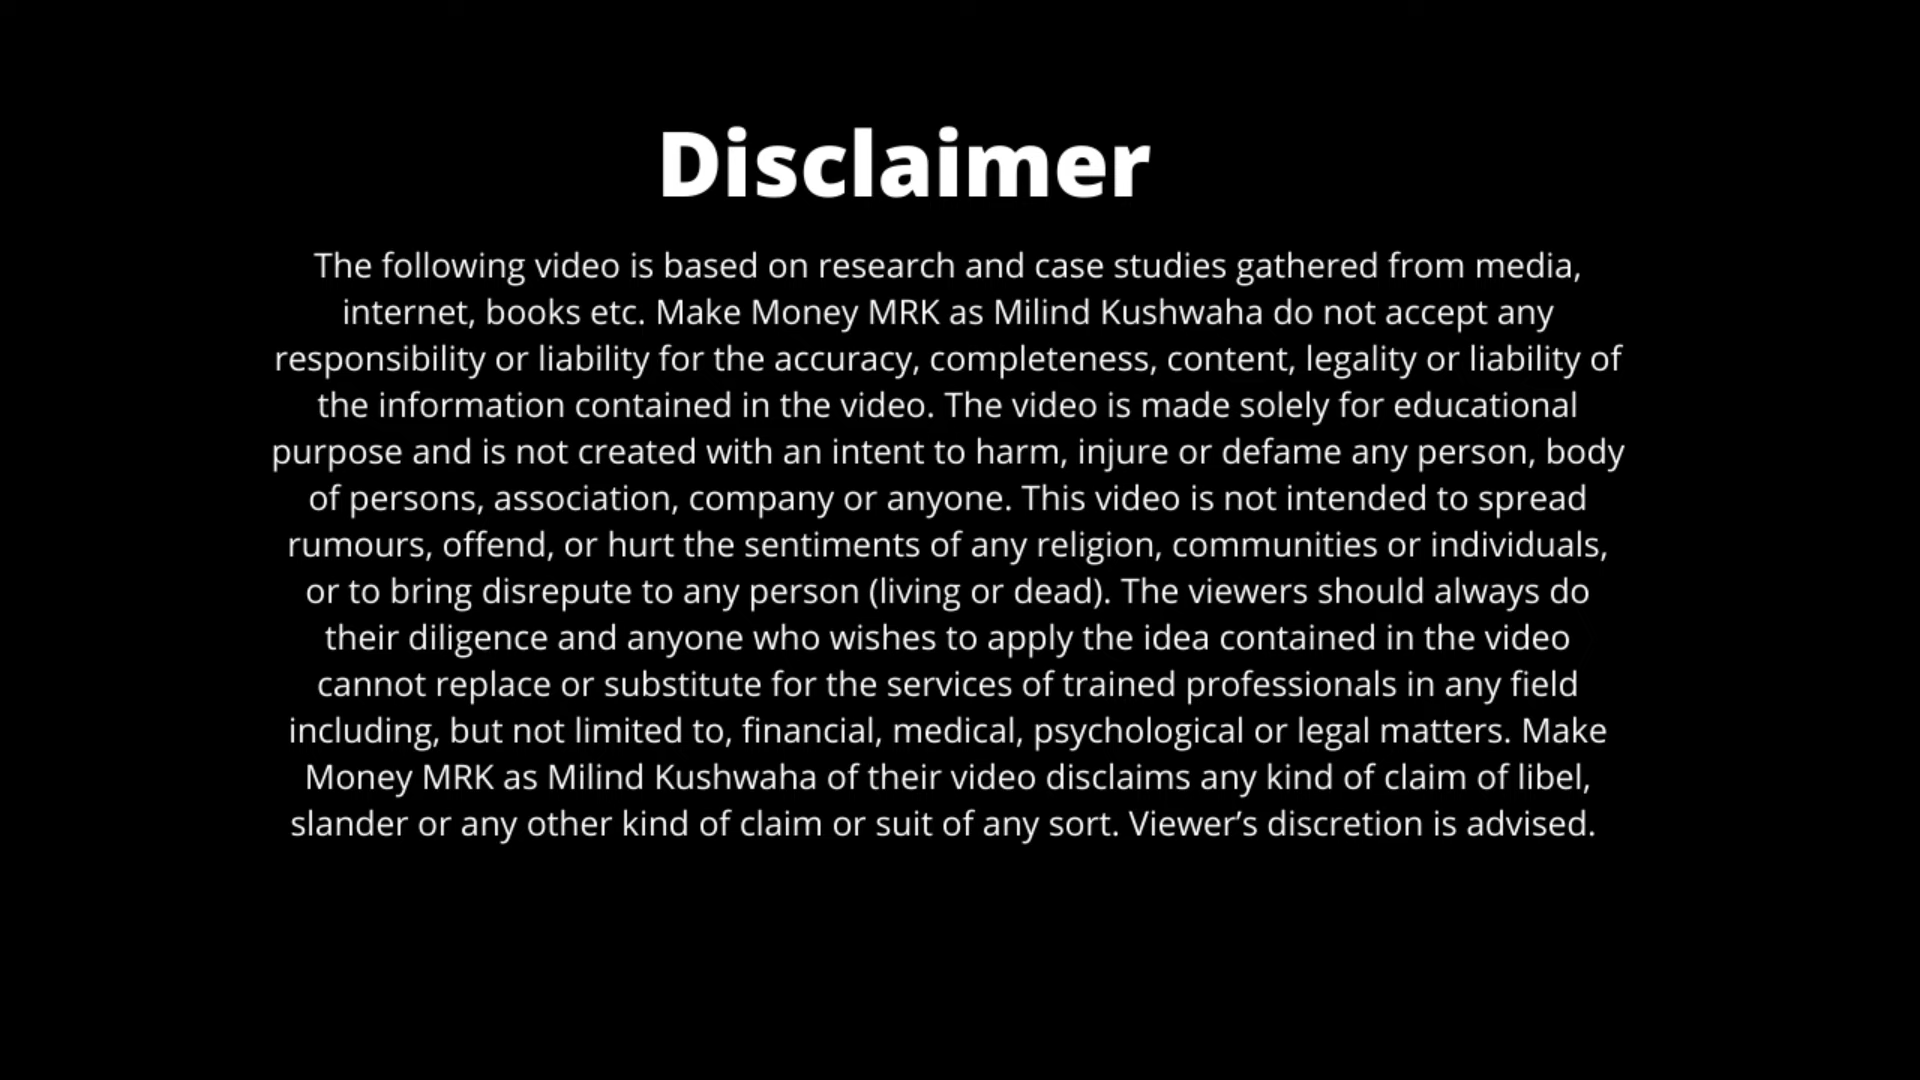 Disclaimer
The following video is based on research and case studies gathered from media,
internet, books etc. Make Money MRK as Milind Kushwaha do not accept any
responsibility or liability for the accuracy, completeness, content, legality or liability of
the information contained in the video. The video is made solely for educational
purpose and is not created with an intent to harm, injure or defame any person, body
of persons, association, company or anyone. This video is not intended to spread
rumours, offend, or hurt the sentiments of any religion, communities or individuals,
or to bring disrepute to any person (living or dead). The viewers should always do
their diligence and anyone who wishes to apply the idea contained in the video
cannot replace or substitute for the services of trained professionals in any field
including, but not limited to, financial, medical, psychological or legal matters. Make
Money MRK as Milind Kushwaha of their video disclaims any kind of claim of libel,
slander or any other kind of claim or suit of any sort. Viewer’s discretion is advised.